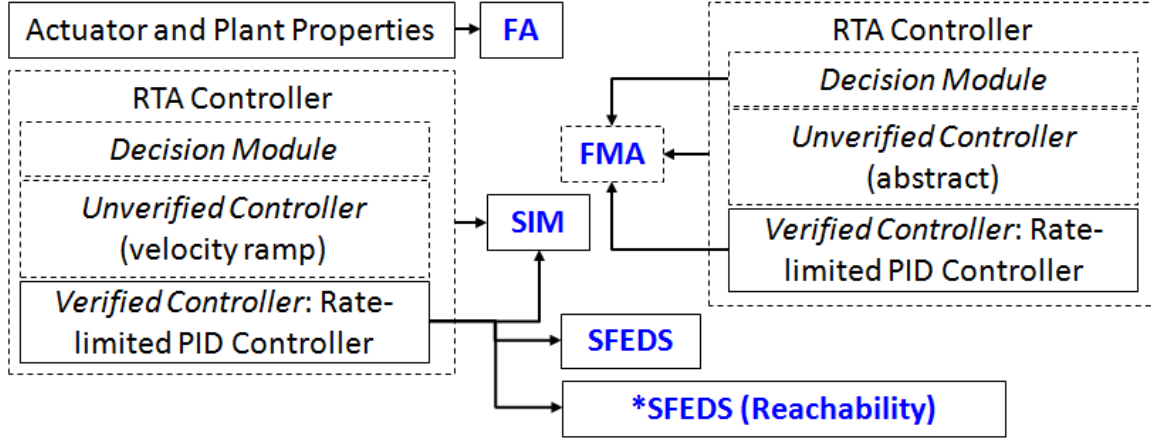 Actuator and Plant Properties
FA
RTA Controller
Decision Module
Unverified Controller
(velocity ramp)
Verified Controller: Rate-
limited PID Controller
SIM
SFEDS
*SFEDS (Reachability)
FMA
RTA Controller
Decision Module
Unverified Controller
(abstract)
Verified Controller: Rate-
limited PID Controller